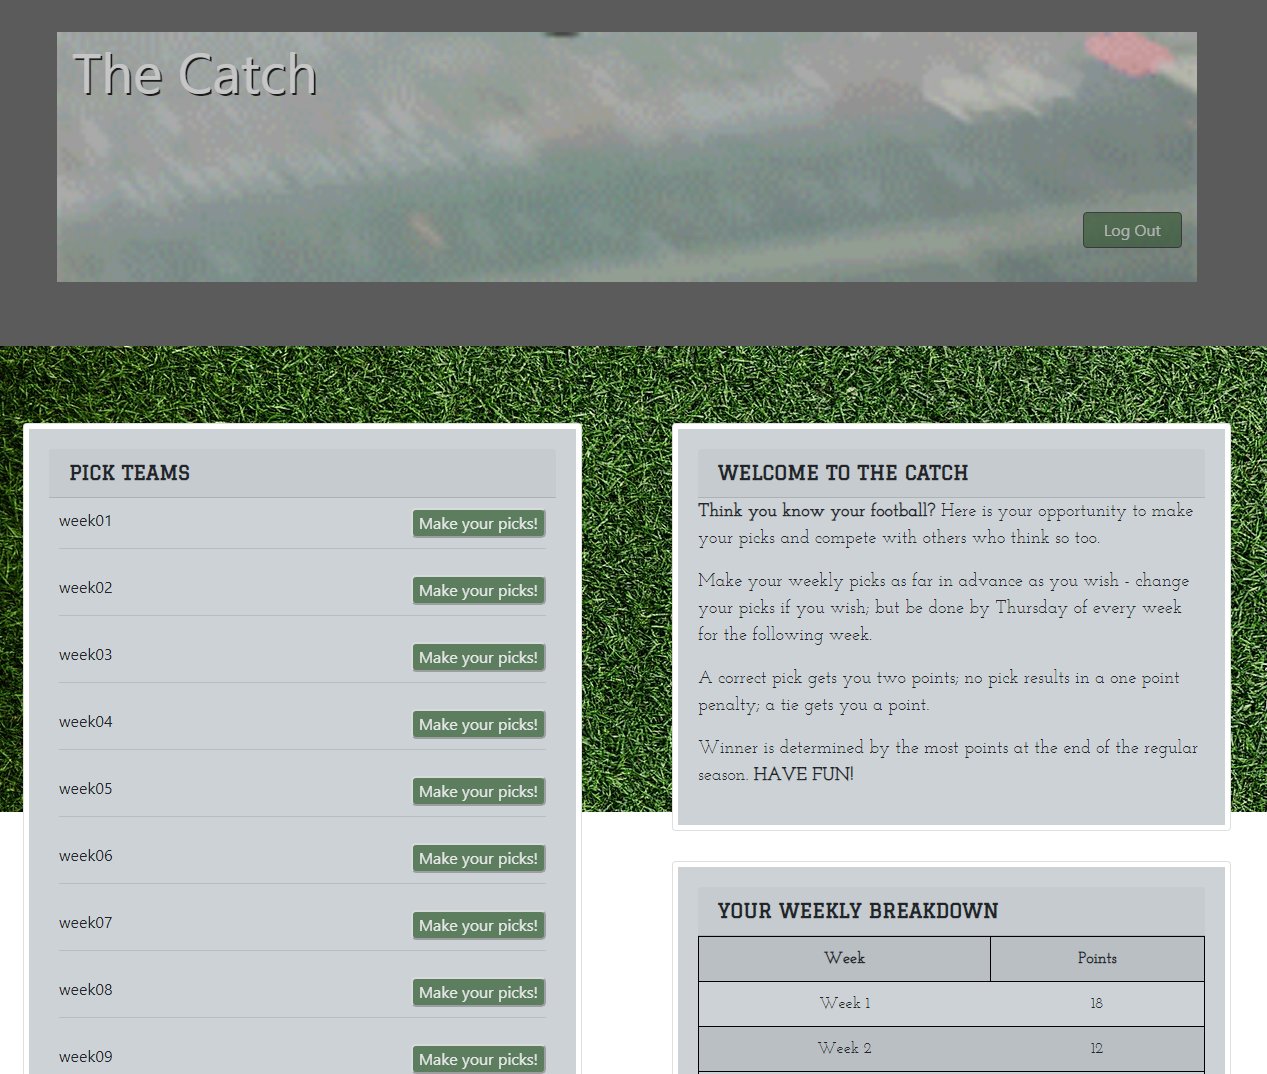 The Catch
Log Out
PICK TEAMS
week01 Make your picks!
week02 Make your picks!
week03 Make your picks!
week04 Make your picks!
week05 Make your picks!
week06 Make your picks!
week07 Make your picks!
week08 Make your picks!
week09 Make your picks!
WELCOME TO THE CATCH
Think you know your football? Here is your opportunity to make
your picks and compete with others who think so too.
Make your weekly picks as far in advance as you wish - change
your picks if you wish; but be done by Thursday of every week
for the following week.
A correct pick gets you two points; no pick results in a one point
penalty; a tie gets you a point.
Winner is determined by the most points at the end of the regular
season. HAVE FUN!
YOUR WEEKLY BREAKDOWN
Week Points
Week 1 18
Week 2 12